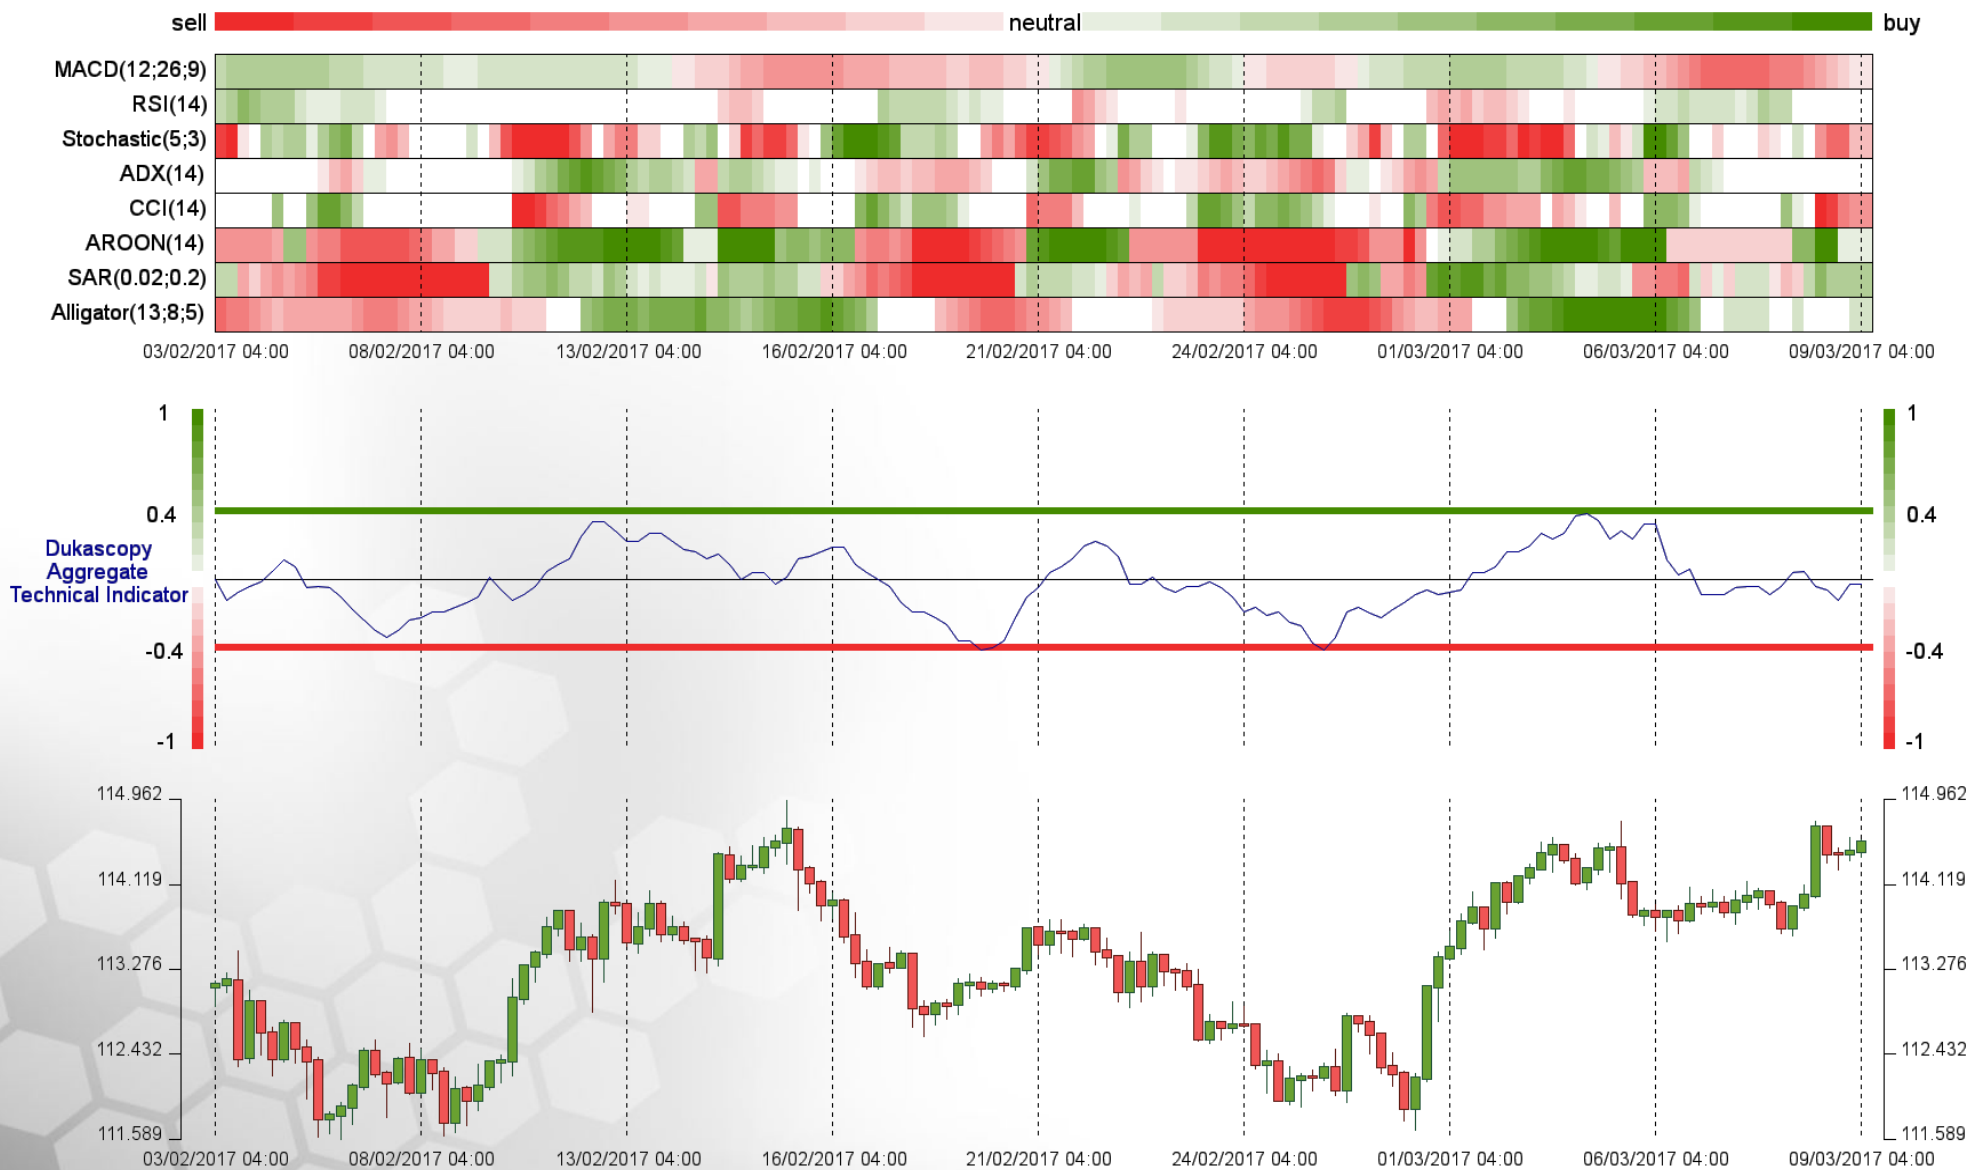 sell neutral buy
MACD(12;26;9)
RSI(14)
Stochastic(5;3)
ADX(14)
CCI(14)
AROON(14)
SAR(0.02;0.2)
Alligator(13;8;5)
03/02/2017 04:00 08/02/2017 04:00 13/02/2017 04:00 16/02/2017 04:00 21/02/2017 04:00 24/02/2017 04:00 01/03/2017 04:00 06/03/2017 04:00 09/03/2017 04:00
1 1
0.4 0.4
Dukascopy
Aggregate
Technical Indicator
-0.4 -0.4
-1 -1
114.962 114.962
114.119 114.119
113.276 113.276
112.432 112.432
111.589 111.589
03/02/2017 04:00 08/02/2017 04:00 13/02/2017 04:00 16/02/2017 04:00 21/02/2017 04:00 24/02/2017 04:00 01/03/2017 04:00 06/03/2017 04:00 09/03/2017 04:00